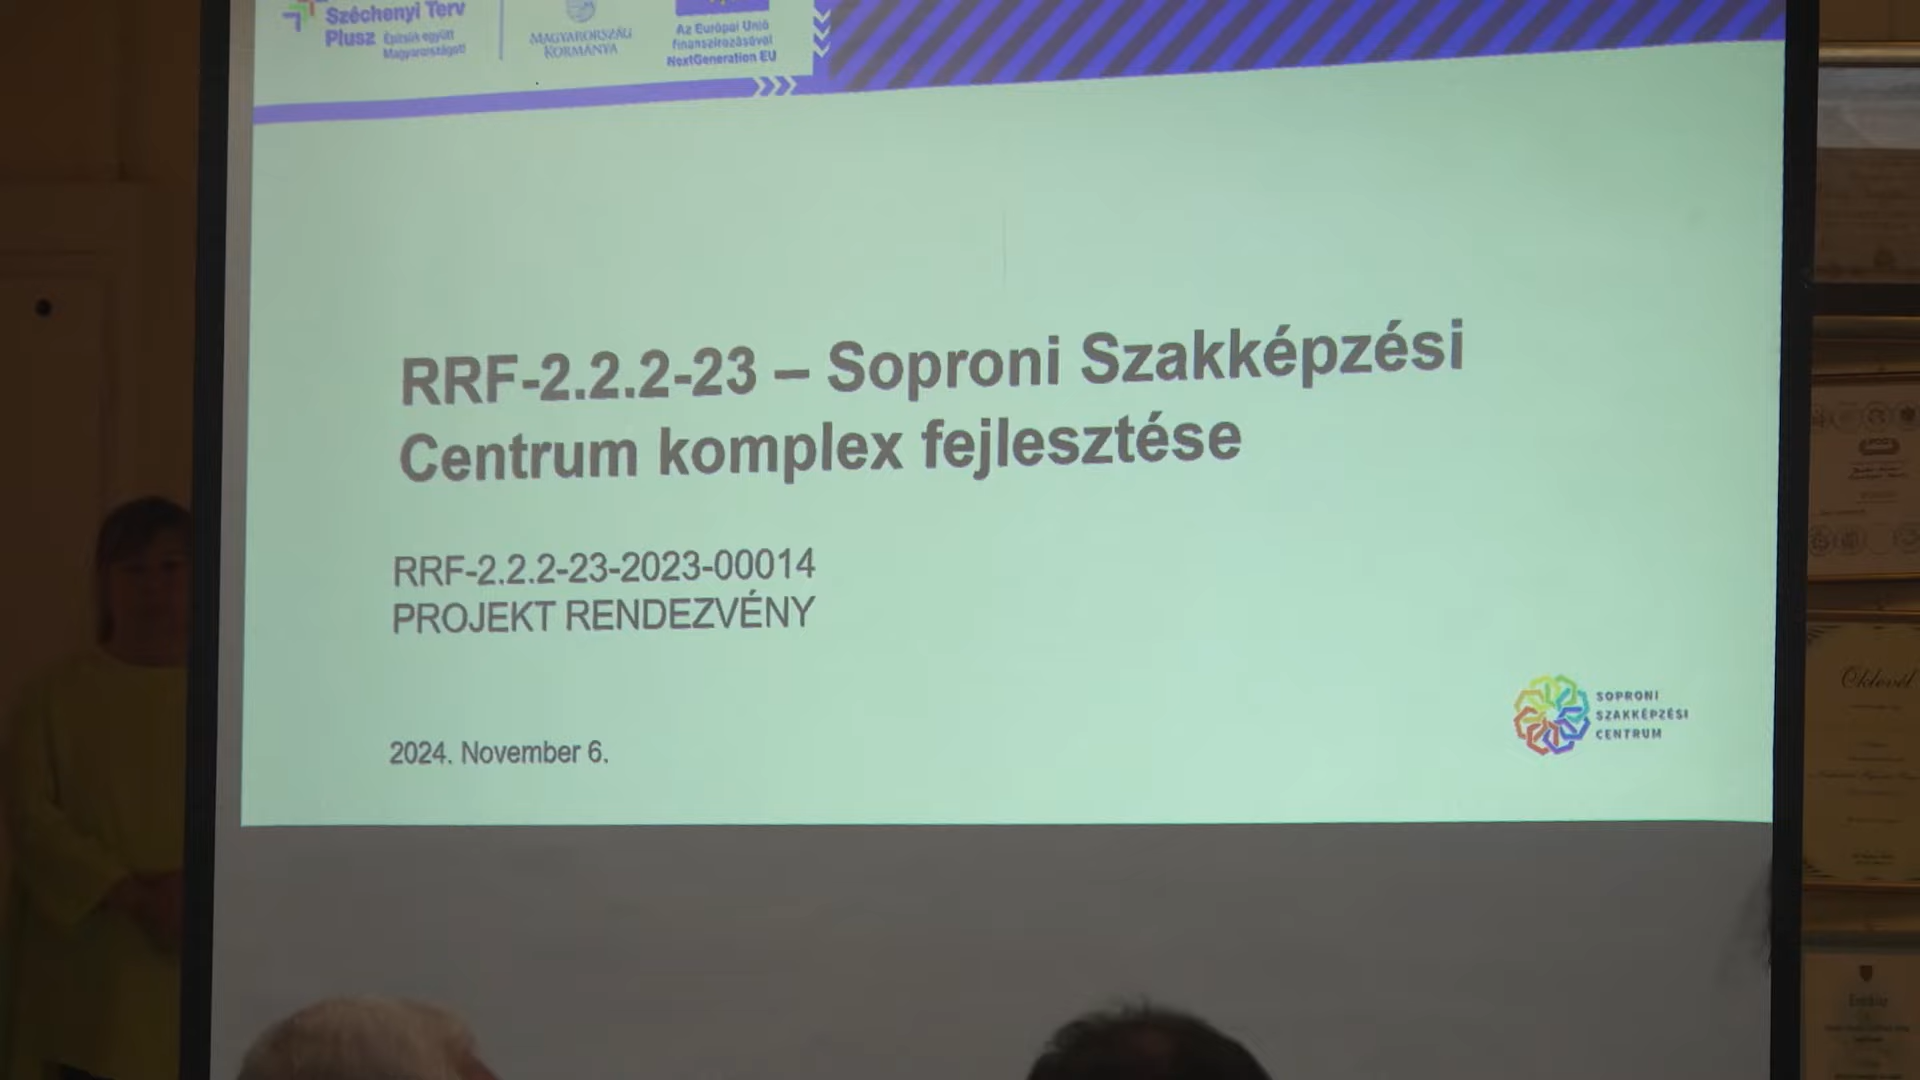 Széchenyi Terv
Plusz
Építsük együtt
Magyarországot!
MAGYARORSZÁG
KORMÁNYA
Az Európai Unió
finanszírozásával
NextGeneration EU
RRF-2.2.2-23 – Soproni Szakképzési
Centrum komplex fejlesztése
RRF-2.2.2-23-2023-00014
PROJEKT RENDEZVÉNY
2024. November 6.
SOPRONI
SZAKKÉPZÉSI
CENTRUM
Oklevél